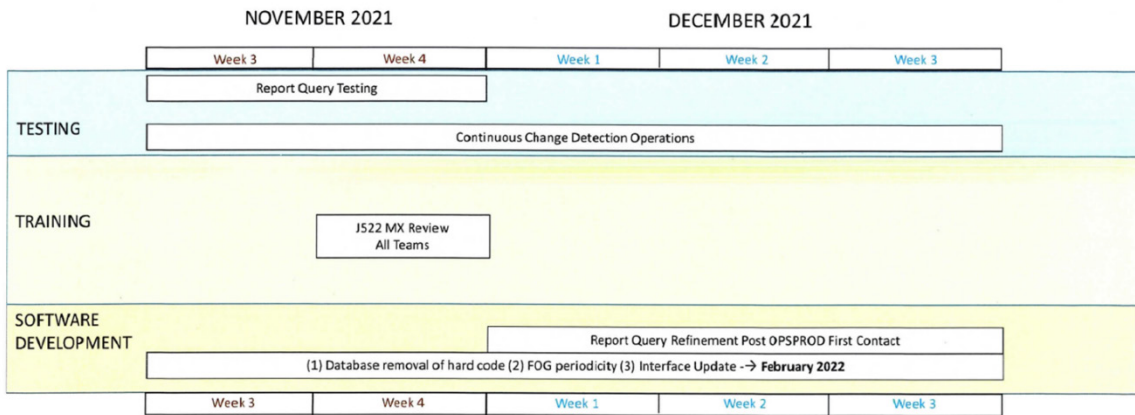 NOVEMBER 2021 DECEMBER 2021
Week 3 Week 4 Week 1 Week 2 Week 3
Report Query Testing
TESTING
Continuous Change Detection Operations
TRAINING
J522 MX Review
All Teams
SOFTWARE
DEVELOPMENT
Report Query Refinement Post OPSPROD First Contact
(1) Database removal of hard code (2) FOG periodicity (3) Interface Update -→ February 2022
Week 3 Week 4 Week 1 Week 2 Week 3